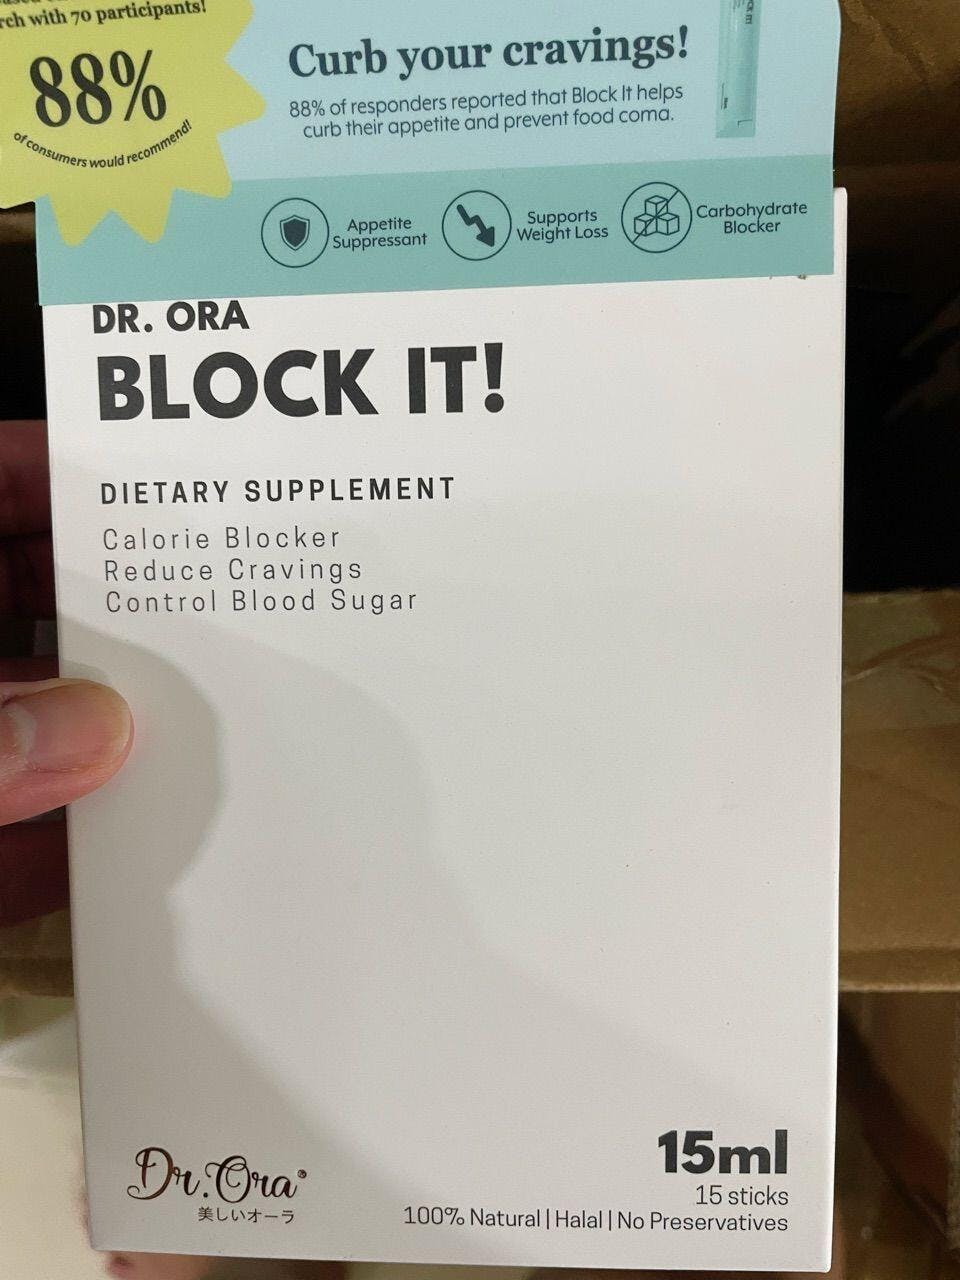 rch with 70 participants!
88%
of consumers would recommend!
Curb your cravings!
88% of responders reported that Block It helps
curb their appetite and prevent food coma.
Appetite
Suppressant
Supports
Weight Loss
Carbohydrate
Blocker
DR. ORA
BLOCK IT!
DIETARY SUPPLEMENT
Calorie Blocker
Reduce Cravings
Control Blood Sugar
Dr.Ora®
美しいオーラ
15ml
15 sticks
100% Natural | Halal | No Preservatives